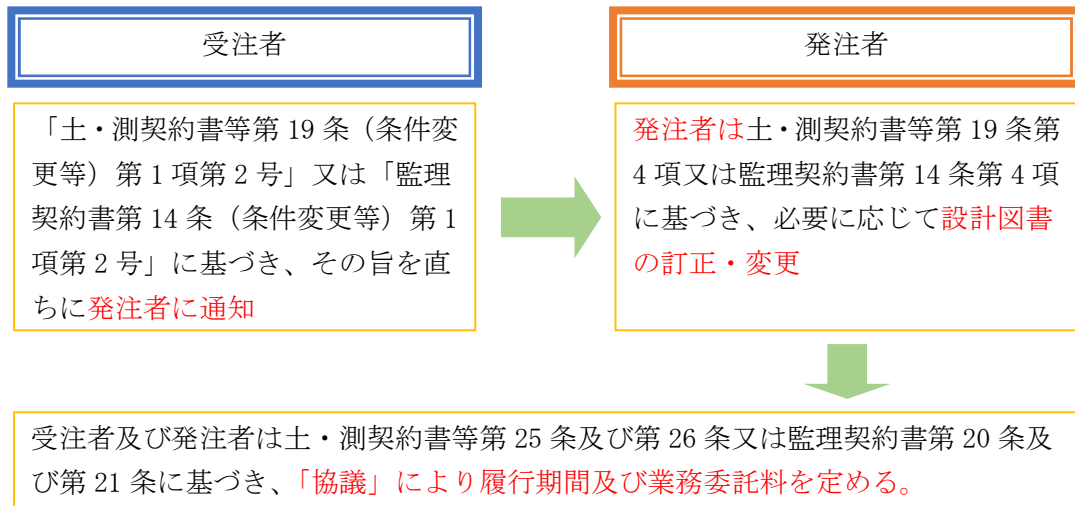 受注者
発注者
「土・測契約書等第 19 条（条件変
更等）第 1 項第 2 号」又は「監理
契約書第 14 条（条件変更等）第 1
項第 2 号」に基づき、その旨を直
ちに発注者に通知
発注者は土・測契約書等第 19 条第
4 項又は監理契約書第 14 条第 4 項
に基づき、必要に応じて設計図書
の訂正・変更
受注者及び発注者は土・測契約書等第 25 条及び第 26 条又は監理契約書第 20 条及
び第 21 条に基づき、「協議」により履行期間及び業務委託料を定める。